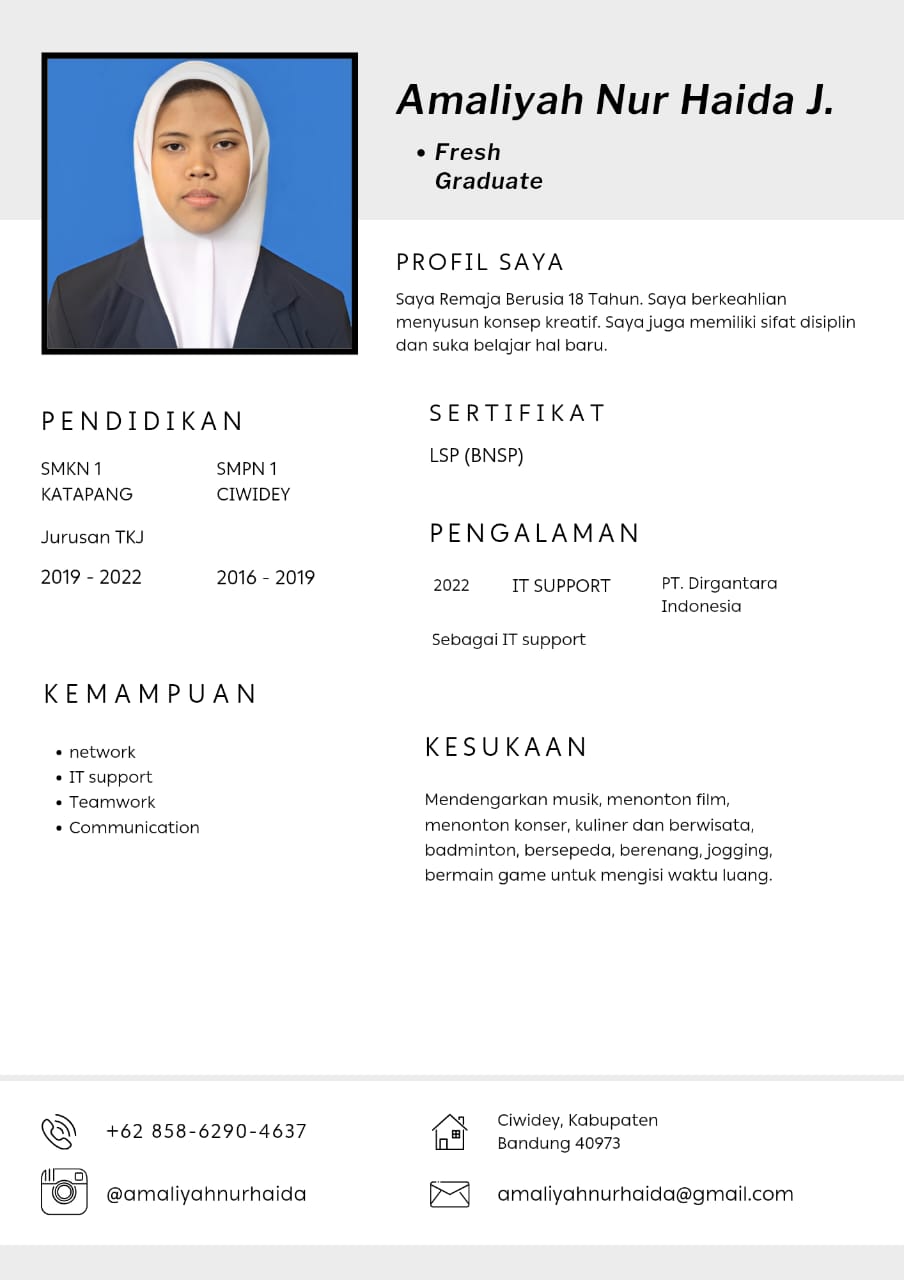 Amaliyah Nur Haida J.
• Fresh
Graduate
PROFIL SAYA
Saya Remaja Berusia 18 Tahun. Saya berkeahlian
menyusun konsep kreatif. Saya juga memiliki sifat disiplin
dan suka belajar hal baru.
PENDIDIKAN
SMKN 1
KATAPANG
Jurusan TKJ
2019 - 2022
SMPN 1
CIWIDEY
2016 - 2019
SERTIFIKAT
LSP (BNSP)
PENGALAMAN
2022 IT SUPPORT PT. Dirgantara
Indonesia
Sebagai IT support
KEMAMPUAN
• network
• IT support
• Teamwork
• Communication
KESUKAAN
Mendengarkan musik, menonton film,
menonton konser, kuliner dan berwisata,
badminton, bersepeda, berenang, jogging,
bermain game untuk mengisi waktu luang.
+62 858-6290-4637
@amaliyahnurhaida
Ciwidey, Kabupaten
Bandung 40973
amaliyahnurhaida@gmail.com